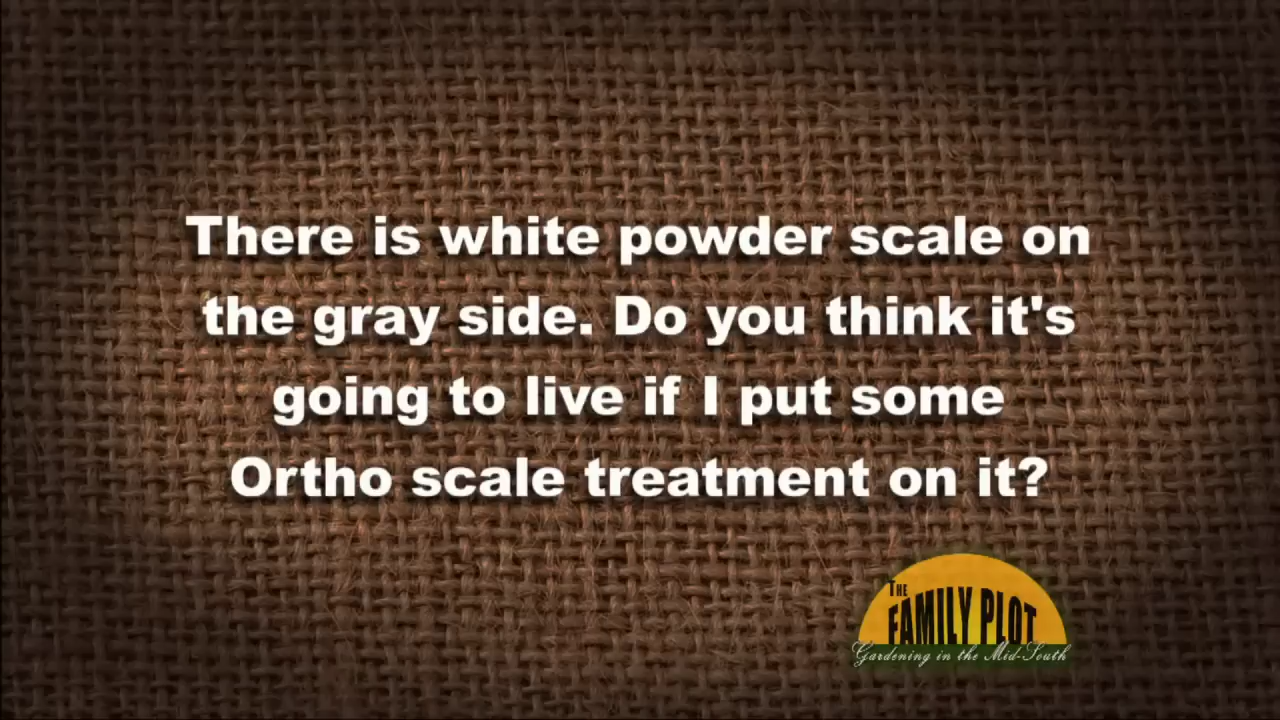 There is white powder scale on
the gray side. Do you think it's
going to live if I put some
Ortho scale treatment on it?
THE
FAMILY PLOT
Gardening in the Mid-South